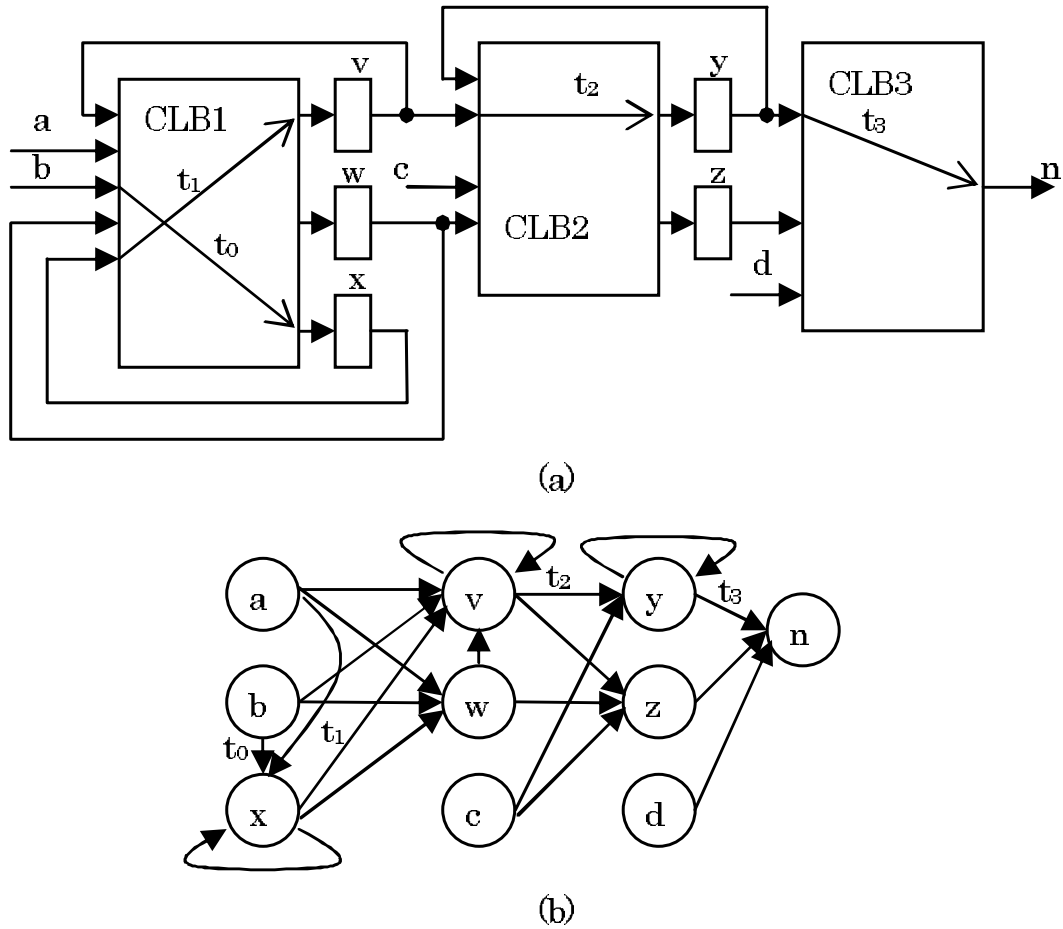 v
y
t₂
CLB3
a
CLB1
t₃
b
t₁
w
c
z
n
CLB2
t₀
d
x
(a)
a
v
t₂
y
t₃
n
b
w
z
t₀
t₁
x
c
d
(b)